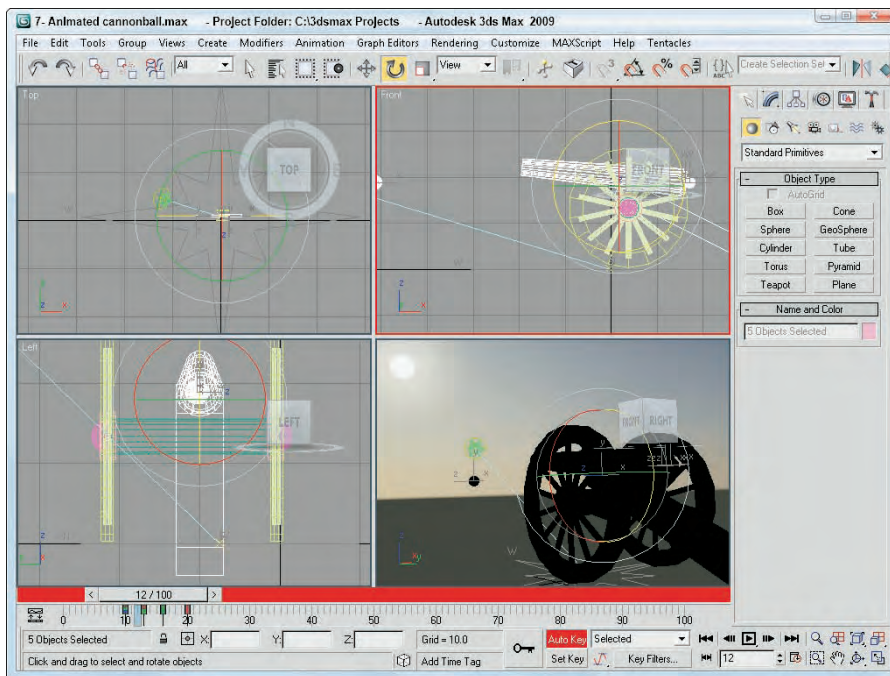 7- Animated cannonball.max - Project Folder: C:\3dsmax Projects - Autodesk 3ds Max 2009
File Edit Tools Group Views Create Modifiers Animation Graph Editors Rendering Customize MAXScript Help Tentacles
All View 3 % ABC Create Selection Set
Top
TOP
z
z x
Front
FRONT
W
z
z x
Standard Primitives
- Object Type
AutoGrid
Box Cone
Sphere GeoSphere
Cylinder Tube
Torus Pyramid
Teapot Plane
- Name and Color
5 Objects Selected
Left
LEFT
z
z
x
FRONT RIGHT
y
z x
z x
W
z
xy
< 12 / 100 >
0 10 20 30 40 50 60 70 80 90 100
5 Objects Selected X: Y: Z: Grid = 10.0 Auto Key Selected
Click and drag to select and rotate objects Add Time Tag Set Key Key Filters... 12